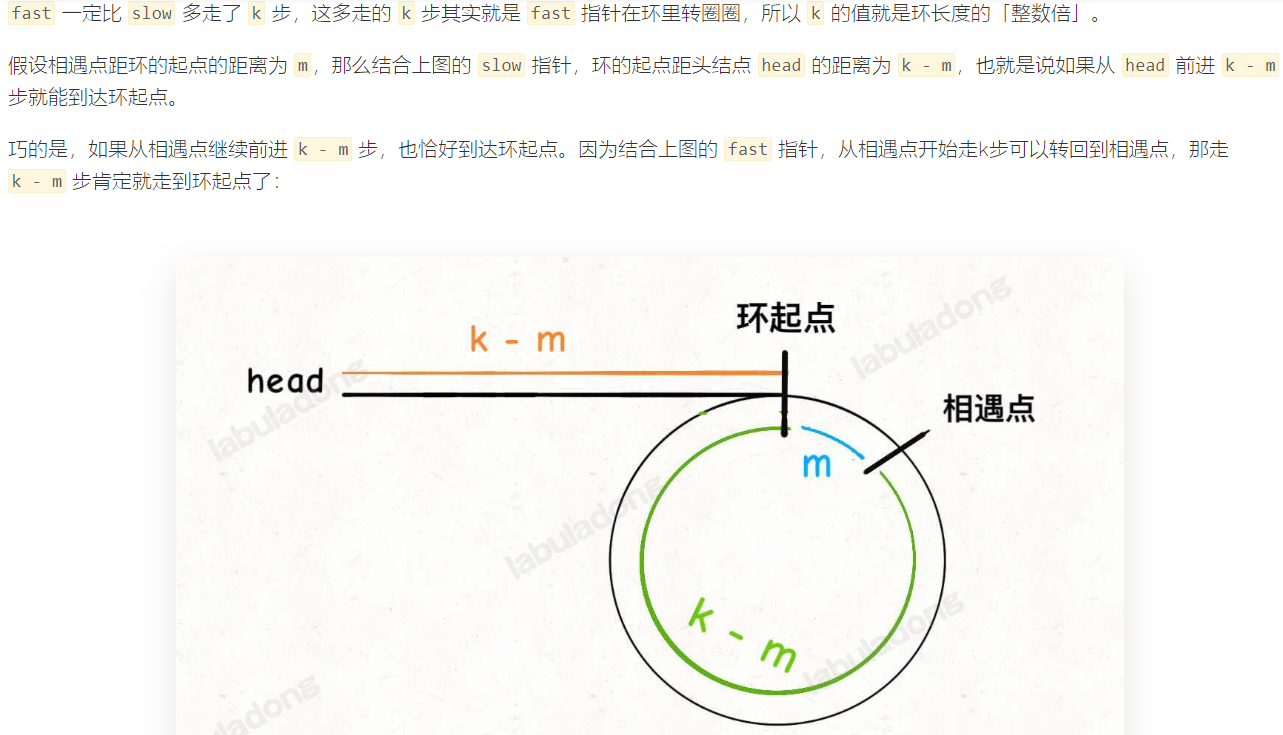 fast 一定比 slow 多走了 k 步，这多走的 k 步其实就是 fast 指针在环里转圈圈，所以 k 的值就是环长度的「整数倍」。
假设相遇点距环的起点的距离为 m，那么结合上图的 slow 指针，环的起点距头结点 head 的距离为 k - m，也就是说如果从 head 前进 k - m
步就能到达环起点。
巧的是，如果从相遇点继续前进 k - m 步，也恰好到达环起点。因为结合上图的 fast 指针，从相遇点开始走k步可以转回到相遇点，那走
k - m 步肯定就走到环起点了：
labuladong
环起点
k - m
head
labuladong
相遇点
m
labuladong
k - m
labuladong
labuladong